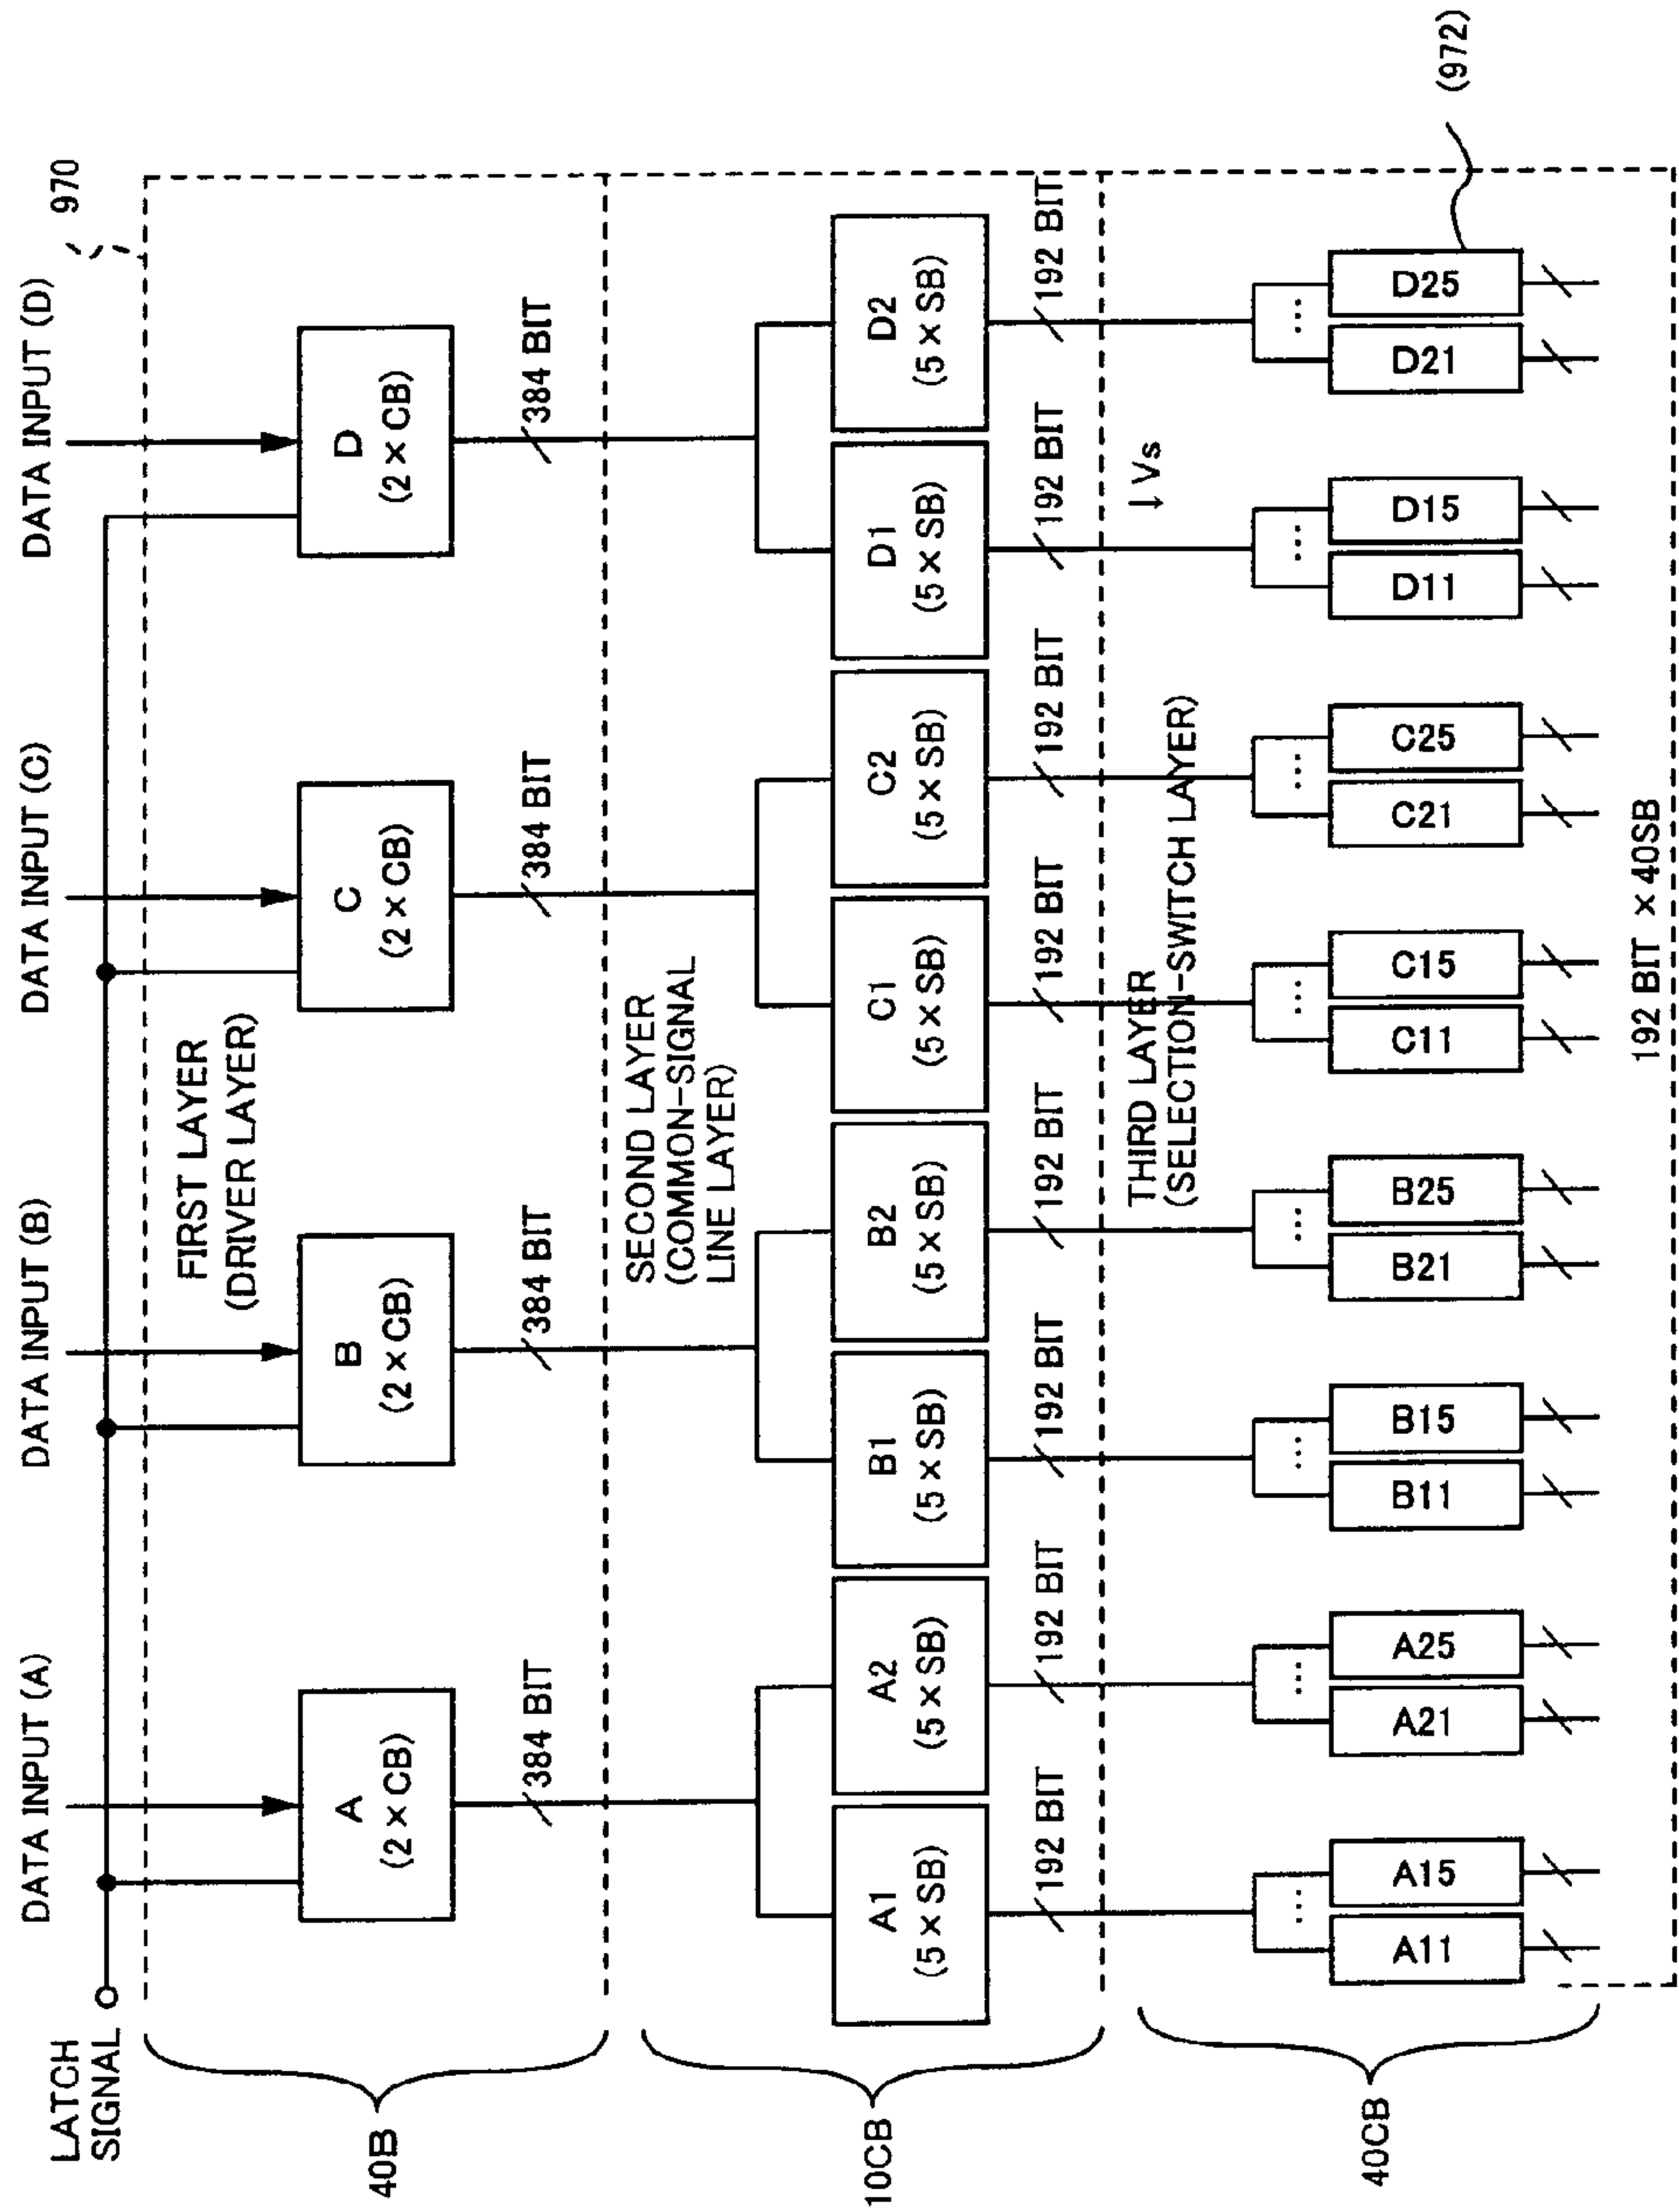 DATA INPUT (A)
DATA INPUT (B)
DATA INPUT (C)
DATA INPUT (D)
970
LATCH
SIGNAL
FIRST LAYER
(DRIVER LAYER)
A
(2×CB)
B
(2×CB)
C
(2×CB)
D
(2×CB)
40B
384 BIT
384 BIT
384 BIT
384 BIT
SECOND LAYER
(COMMON-SIGNAL
LINE LAYER)
A1
(5×SB)
A2
(5×SB)
B1
(5×SB)
B2
(5×SB)
C1
(5×SB)
C2
(5×SB)
D1
(5×SB)
D2
(5×SB)
10CB
192 BIT
192 BIT
192 BIT
192 BIT
192 BIT
192 BIT
192 BIT
192 BIT
THIRD LAYER
(SELECTION-SWITCH LAYER)
↓Vs
A11
...
A15
A21
...
A25
B11
...
B15
B21
...
B25
C11
...
C15
C21
...
C25
D11
...
D15
D21
...
D25
(972)
40CB
192 BIT × 40SB